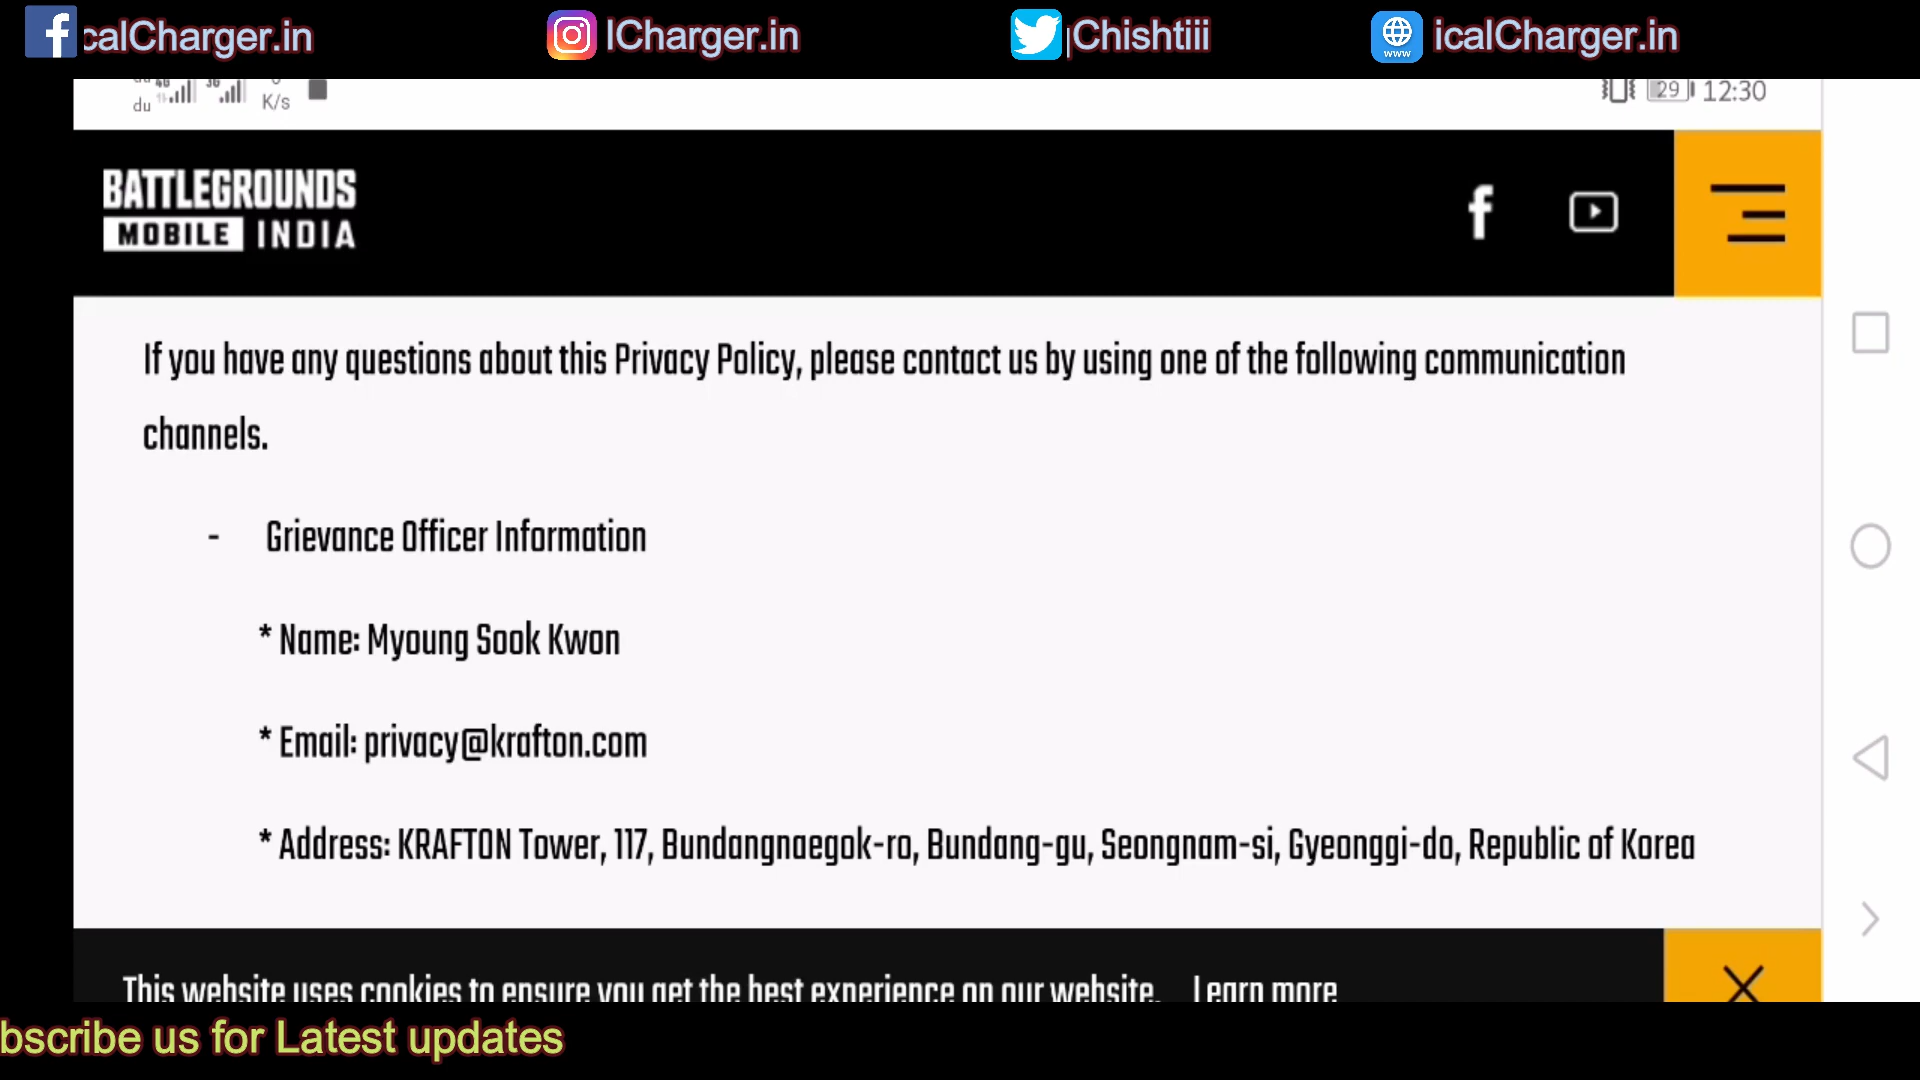 calCharger.in
ICharger.in
Chishtiii
icalCharger.in
du
4G
3G
K/s
29
12:30
BATTLEGROUNDS
MOBILE INDIA
If you have any questions about this Privacy Policy, please contact us by using one of the following communication
channels.
- Grievance Officer Information
* Name: Myoung Sook Kwon
* Email: privacy@krafton.com
* Address: KRAFTON Tower, 117, Bundangnaegok-ro, Bundang-gu, Seongnam-si, Gyeonggi-do, Republic of Korea
This website uses cookies to ensure you get the best experience on our website. Learn more
bscribe us for Latest updates